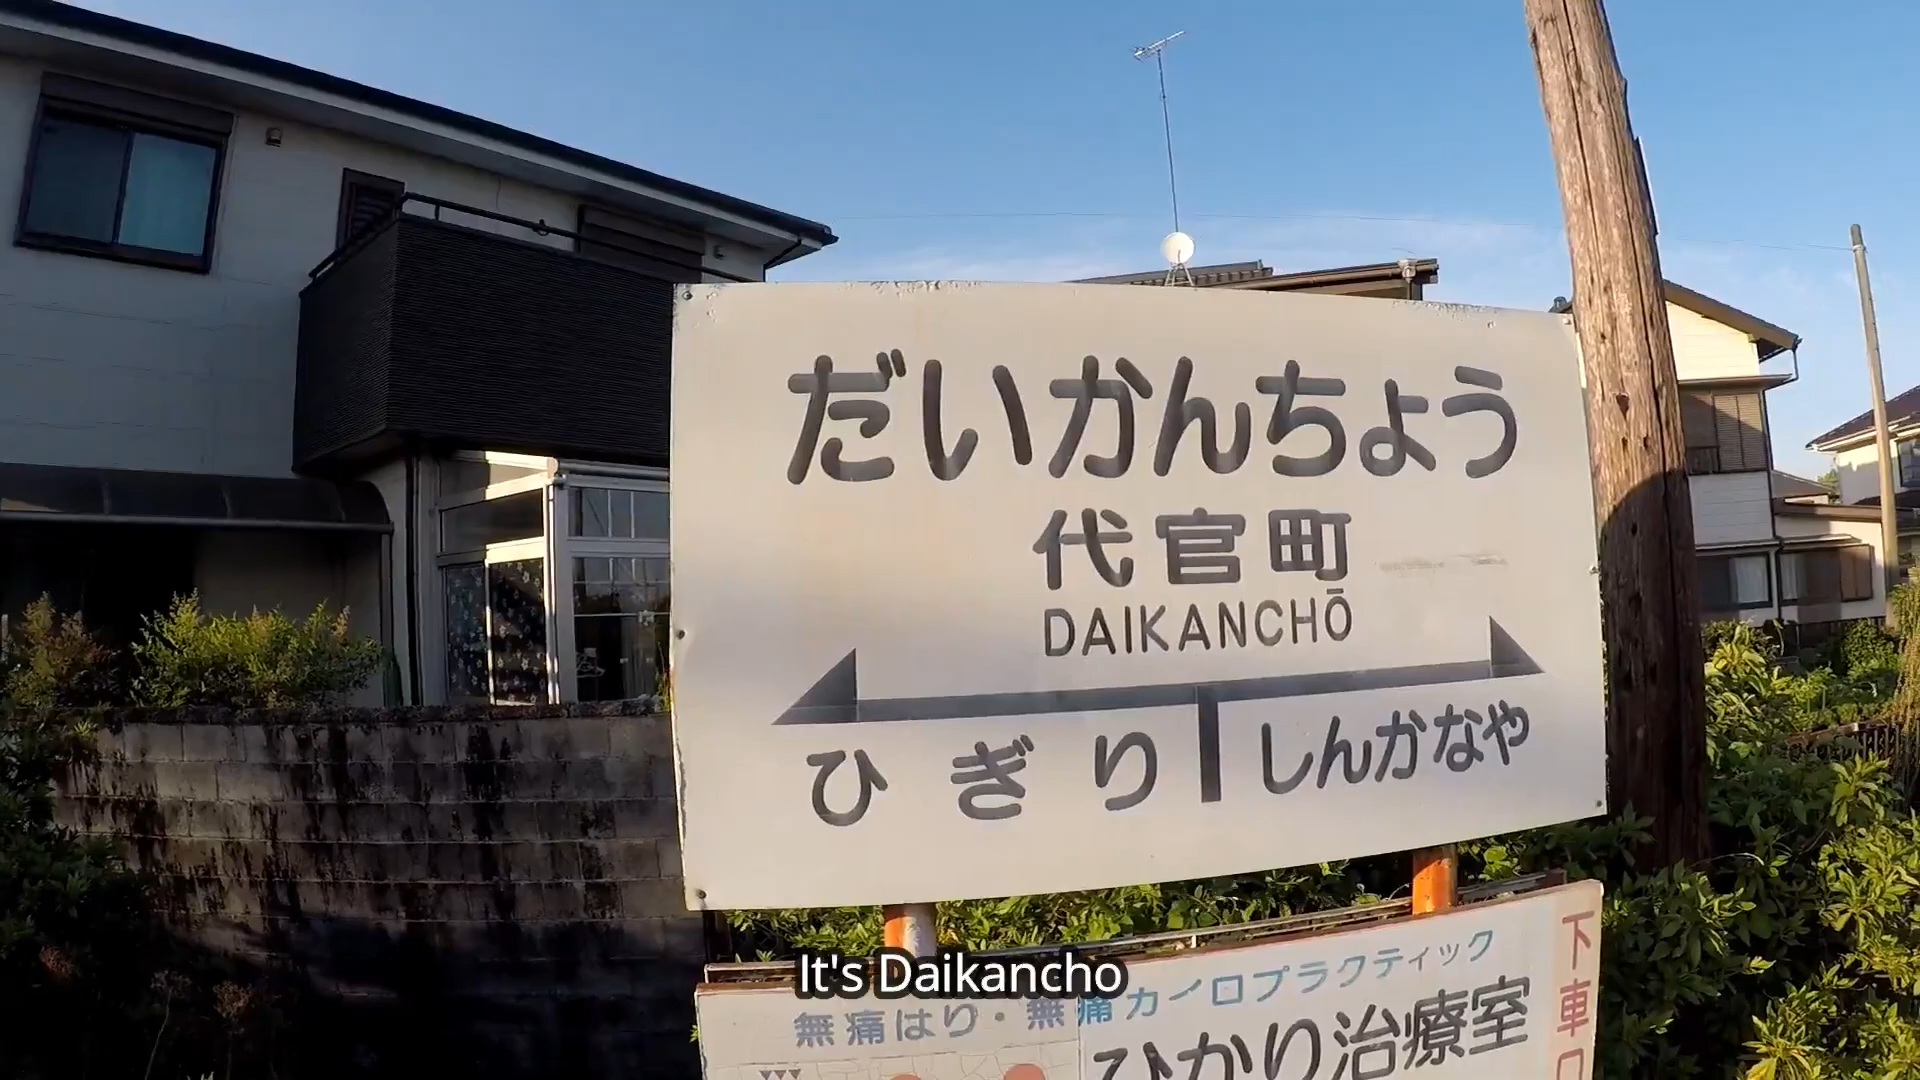 だいかんちょう
代官町
DAIKANCHŌ
ひぎり しんかなや
It's Daikancho
無痛はり・無痛カイロプラクティック
ひかり治療室
下車